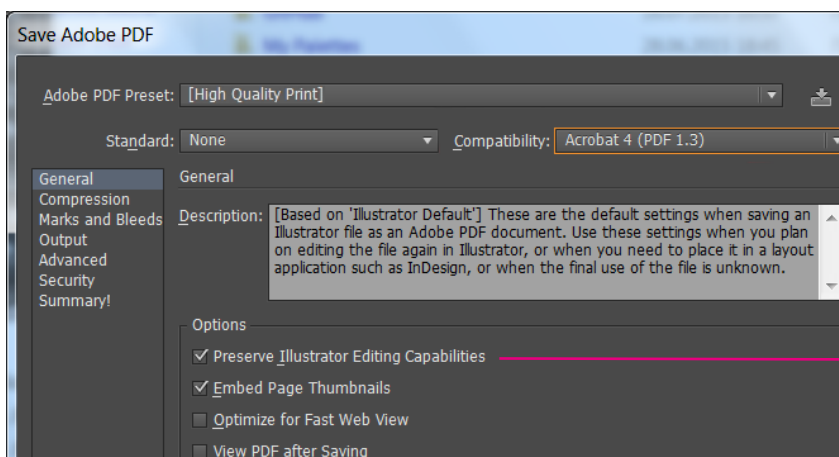 My Palettes
Save Adobe PDF
Adobe PDF Preset: [High Quality Print]
Standard: None Compatibility: Acrobat 4 (PDF 1.3)
General
Compression
Marks and Bleeds
Output
Advanced
Security
Summary!
General
Description: [Based on 'Illustrator Default'] These are the default settings when saving an
Illustrator file as an Adobe PDF document. Use these settings when you plan
on editing the file again in Illustrator, or when you need to place it in a layout
application such as InDesign, or when the final use of the file is unknown.
Options
Preserve Illustrator Editing Capabilities
Embed Page Thumbnails
Optimize for Fast Web View
View PDF after Saving